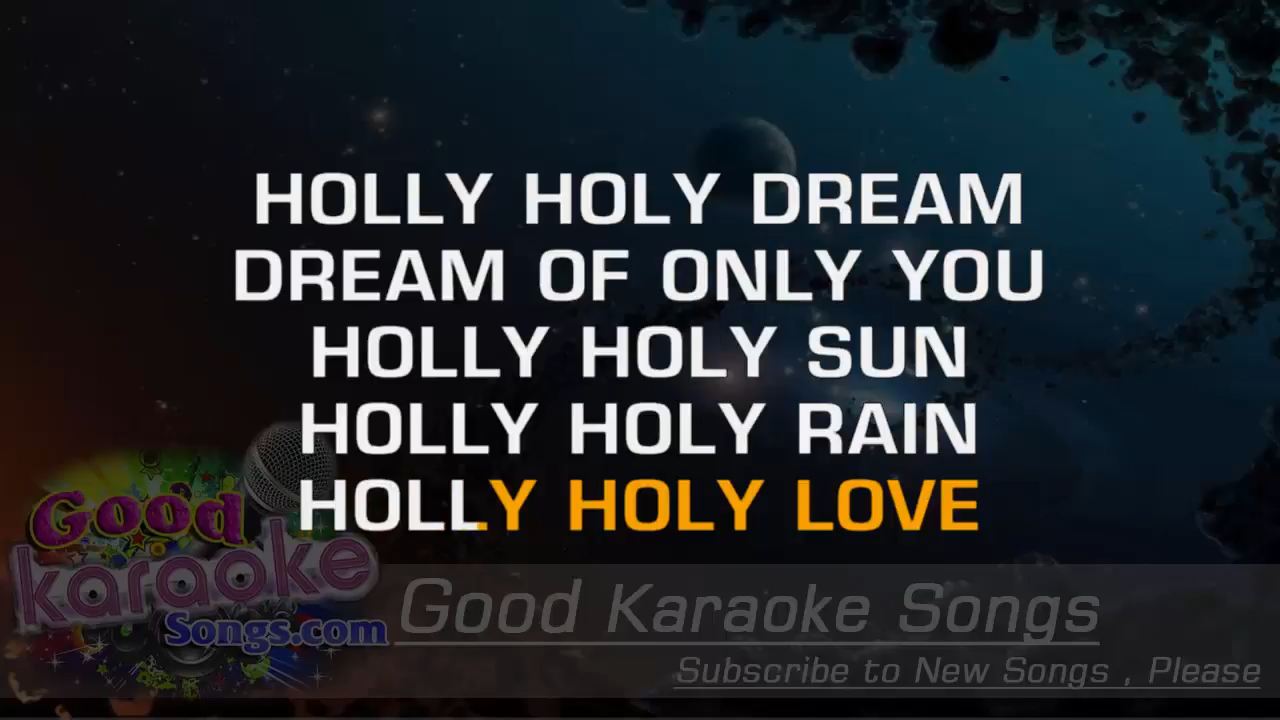 HOLLY HOLY DREAM
DREAM OF ONLY YOU
HOLLY HOLY SUN
HOLLY HOLY RAIN
HOLLY HOLY LOVE
Good
karaoke
Songs.com
Good Karaoke Songs
Subscribe to New Songs , Please